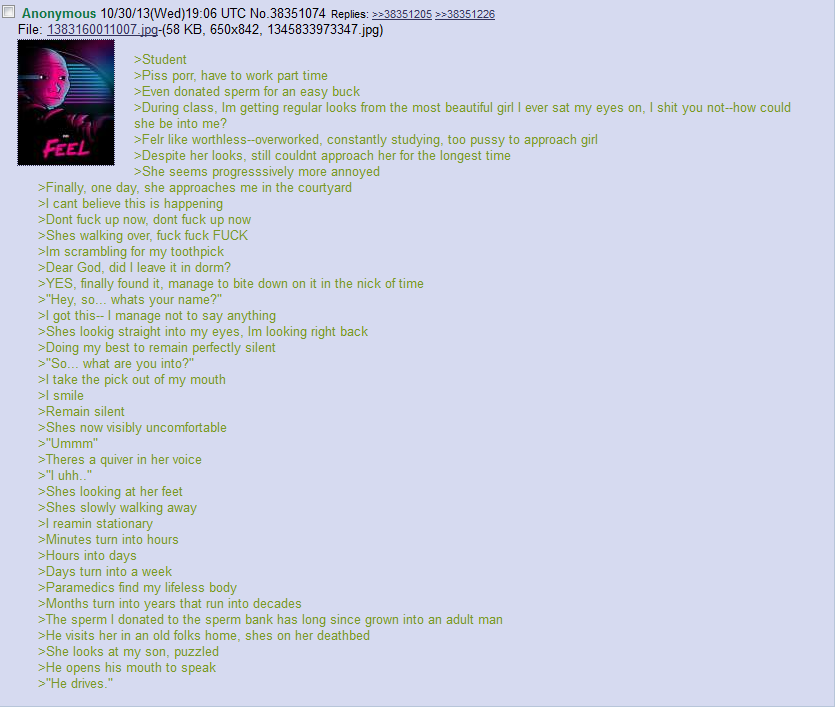 Anonymous 10/30/13(Wed)19:06 UTC No.38351074 Replies: >>38351205 >>38351226
File: 1383160011007.jpg-(58 KB, 650x842, 1345833973347.jpg)
FEEL
>Student
>Piss porr, have to work part time
>Even donated sperm for an easy buck
>During class, Im getting regular looks from the most beautiful girl I ever sat my eyes on, I shit you not--how could
she be into me?
>Felr like worthless--overworked, constantly studying, too pussy to approach girl
>Despite her looks, still couldnt approach her for the longest time
>She seems progresssively more annoyed
>Finally, one day, she approaches me in the courtyard
>I cant believe this is happening
>Dont fuck up now, dont fuck up now
>Shes walking over, fuck fuck FUCK
>Im scrambling for my toothpick
>Dear God, did I leave it in dorm?
>YES, finally found it, manage to bite down on it in the nick of time
>"Hey, so... whats your name?"
>I got this-- I manage not to say anything
>Shes lookig straight into my eyes, Im looking right back
>Doing my best to remain perfectly silent
>"So... what are you into?"
>I take the pick out of my mouth
>I smile
>Remain silent
>Shes now visibly uncomfortable
>"Ummm"
>Theres a quiver in her voice
>"I uhh.."
>Shes looking at her feet
>Shes slowly walking away
>I reamin stationary
>Minutes turn into hours
>Hours into days
>Days turn into a week
>Paramedics find my lifeless body
>Months turn into years that run into decades
>The sperm I donated to the sperm bank has long since grown into an adult man
>He visits her in an old folks home, shes on her deathbed
>She looks at my son, puzzled
>He opens his mouth to speak
>"He drives."